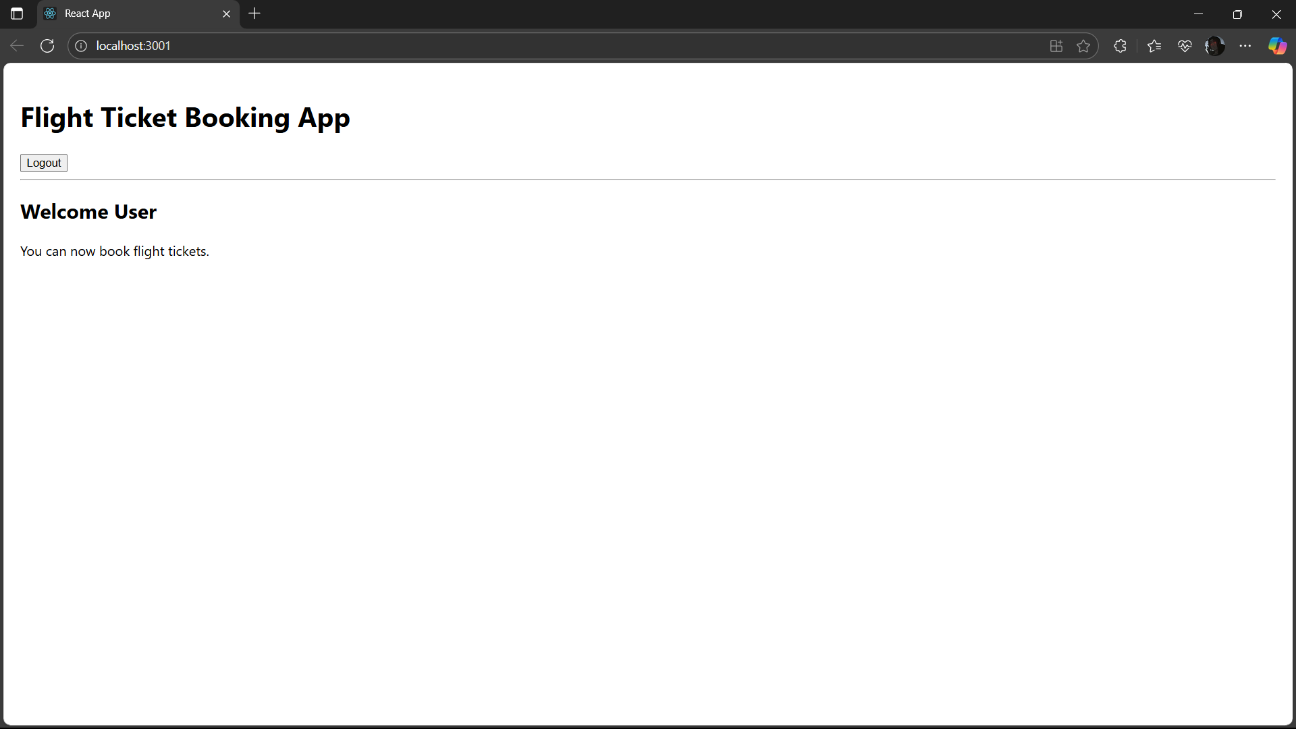 React App
localhost:3001
Flight Ticket Booking App
Logout
Welcome User
You can now book flight tickets.